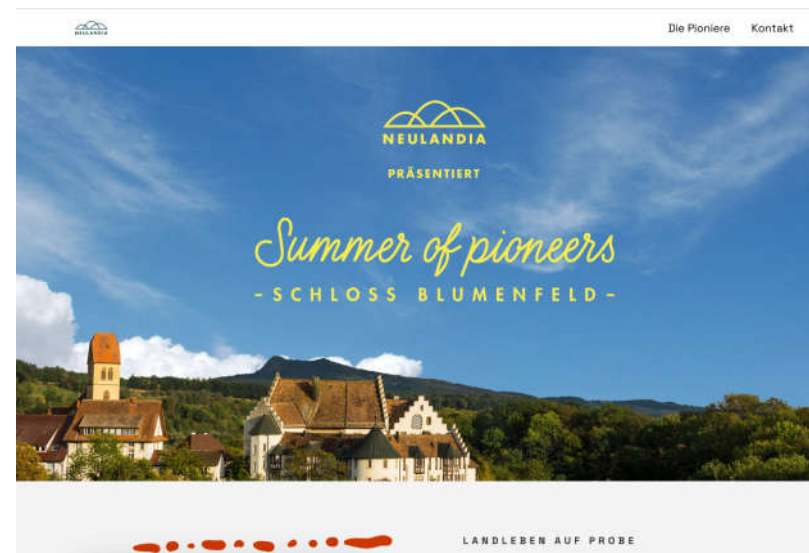 NEULANDIA
Die Pioniere Kontakt
NEULANDIA
PRÄSENTIERT
Summer of pioneers
- SCHLOSS BLUMENFELD -
LANDLEBEN AUF PROBE